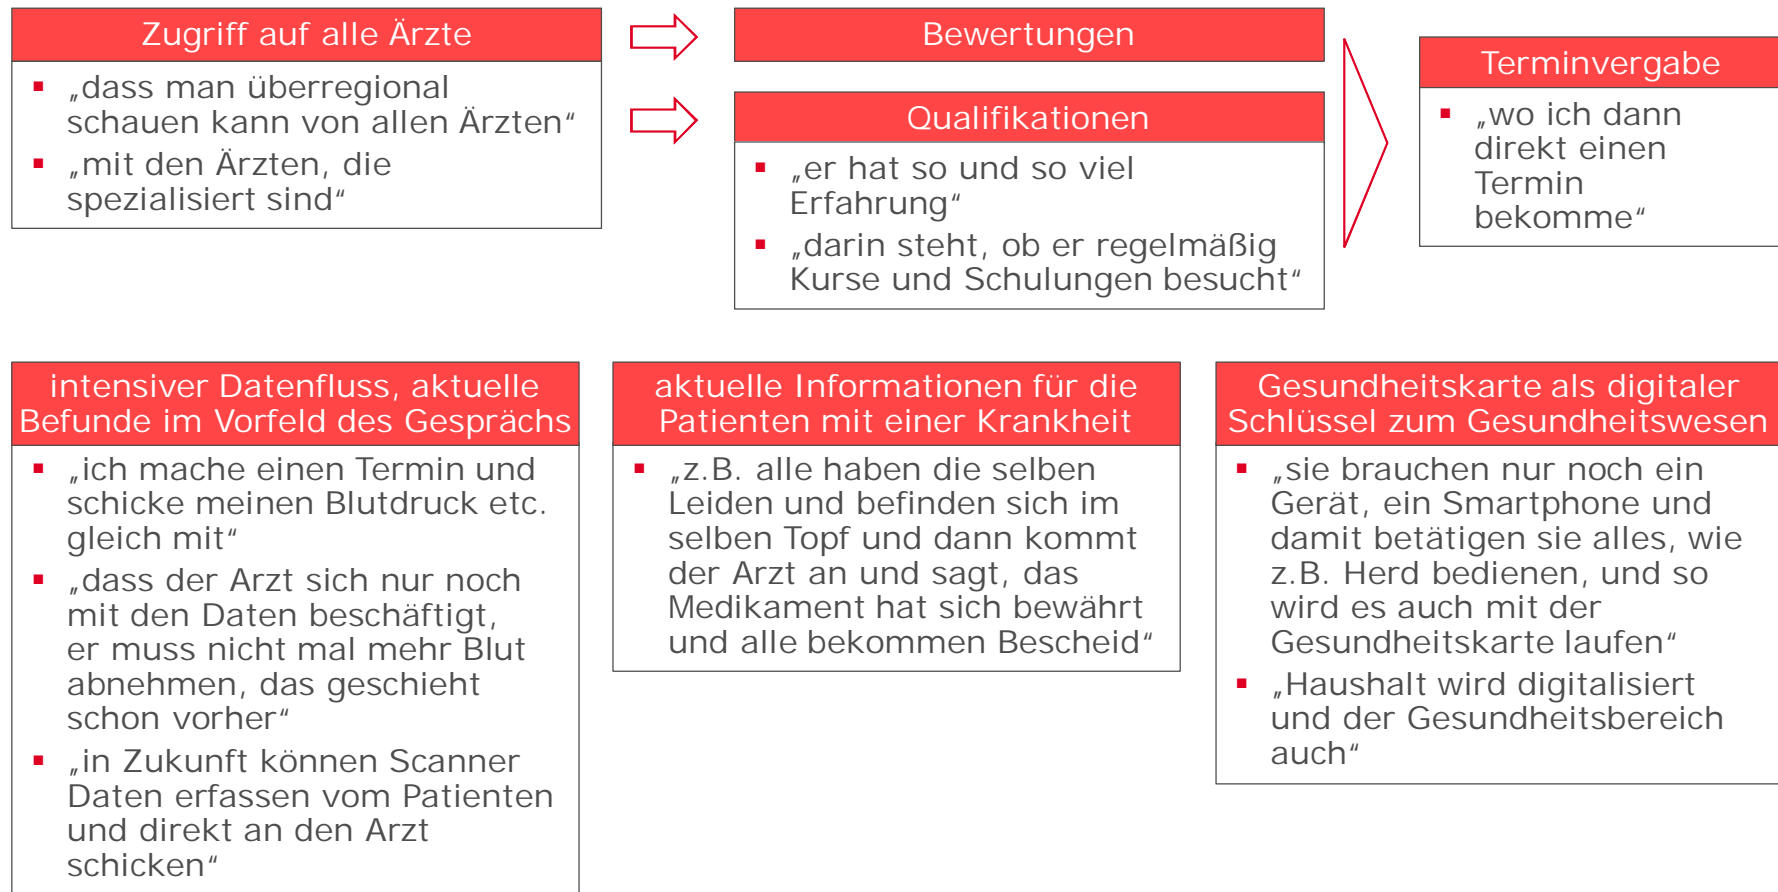 Zugriff auf alle Ärzte
▪ „dass man überregional
schauen kann von allen Ärzten“
▪ „mit den Ärzten, die
spezialisiert sind“
Bewertungen
Qualifikationen
▪ „er hat so und so viel
Erfahrung“
▪ „darin steht, ob er regelmäßig
Kurse und Schulungen besucht“
Terminvergabe
▪ „wo ich dann
direkt einen
Termin
bekomme“
intensiver Datenfluss, aktuelle
Befunde im Vorfeld des Gesprächs
▪ „ich mache einen Termin und
schicke meinen Blutdruck etc.
gleich mit“
▪ „dass der Arzt sich nur noch
mit den Daten beschäftigt,
er muss nicht mal mehr Blut
abnehmen, das geschieht
schon vorher“
▪ „in Zukunft können Scanner
Daten erfassen vom Patienten
und direkt an den Arzt
schicken“
aktuelle Informationen für die
Patienten mit einer Krankheit
▪ „z.B. alle haben die selben
Leiden und befinden sich im
selben Topf und dann kommt
der Arzt an und sagt, das
Medikament hat sich bewährt
und alle bekommen Bescheid“
Gesundheitskarte als digitaler
Schlüssel zum Gesundheitswesen
▪ „sie brauchen nur noch ein
Gerät, ein Smartphone und
damit betätigen sie alles, wie
z.B. Herd bedienen, und so
wird es auch mit der
Gesundheitskarte laufen“
▪ „Haushalt wird digitalisiert
und der Gesundheitsbereich
auch“